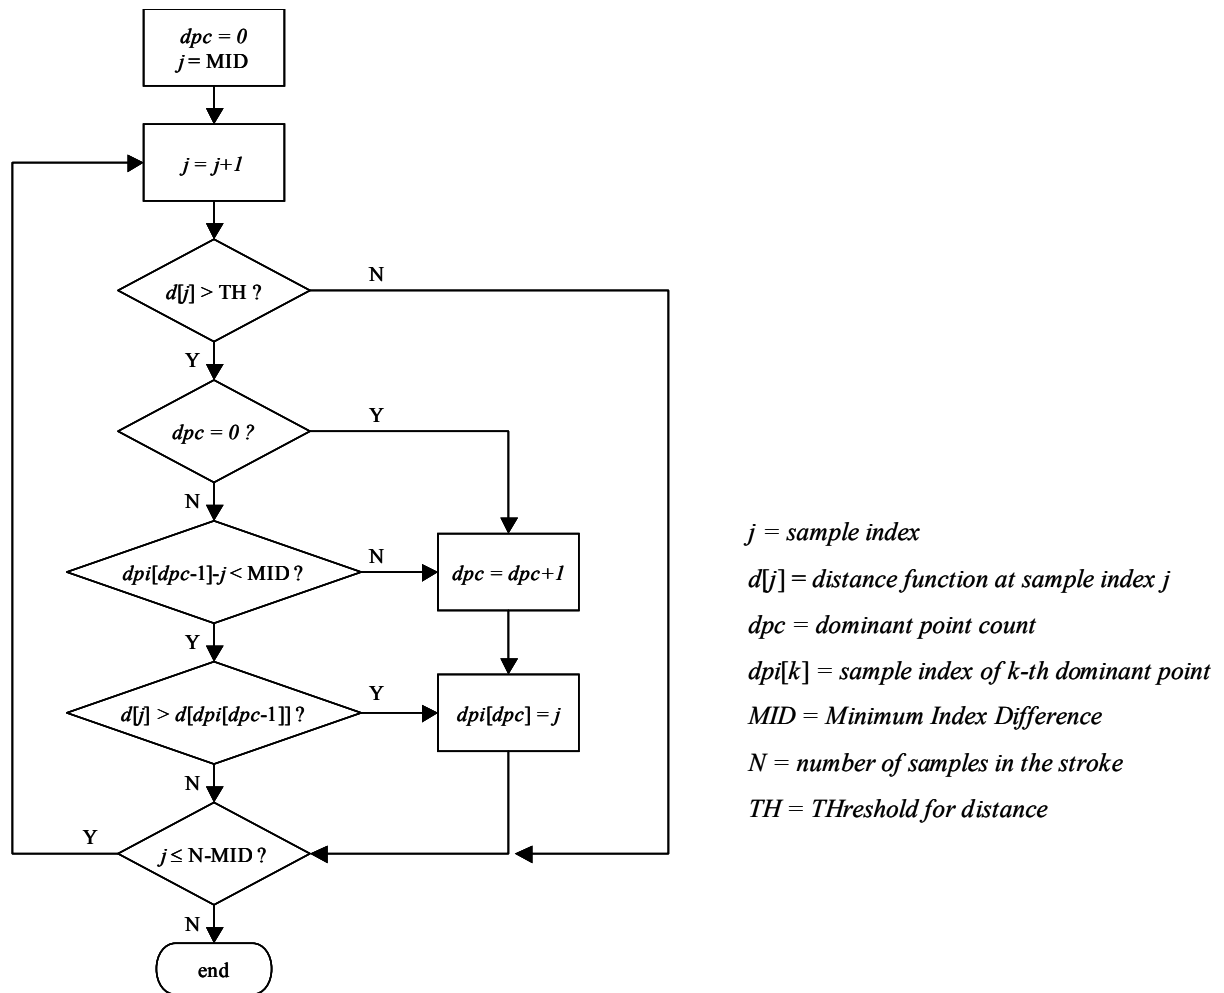 dpc = 0
j = MID
j = j+1
d[j] > TH ?
N
Y
dpc = 0 ?
Y
N
dpi[dpc-1]-j < MID ?
N
dpc = dpc+1
Y
d[j] > d[dpi[dpc-1]] ?
Y
dpi[dpc] = j
N
j ≤ N-MID ?
Y
N
end
j = sample index
d[j] = distance function at sample index j
dpc = dominant point count
dpi[k] = sample index of k-th dominant point
MID = Minimum Index Difference
N = number of samples in the stroke
TH = THreshold for distance